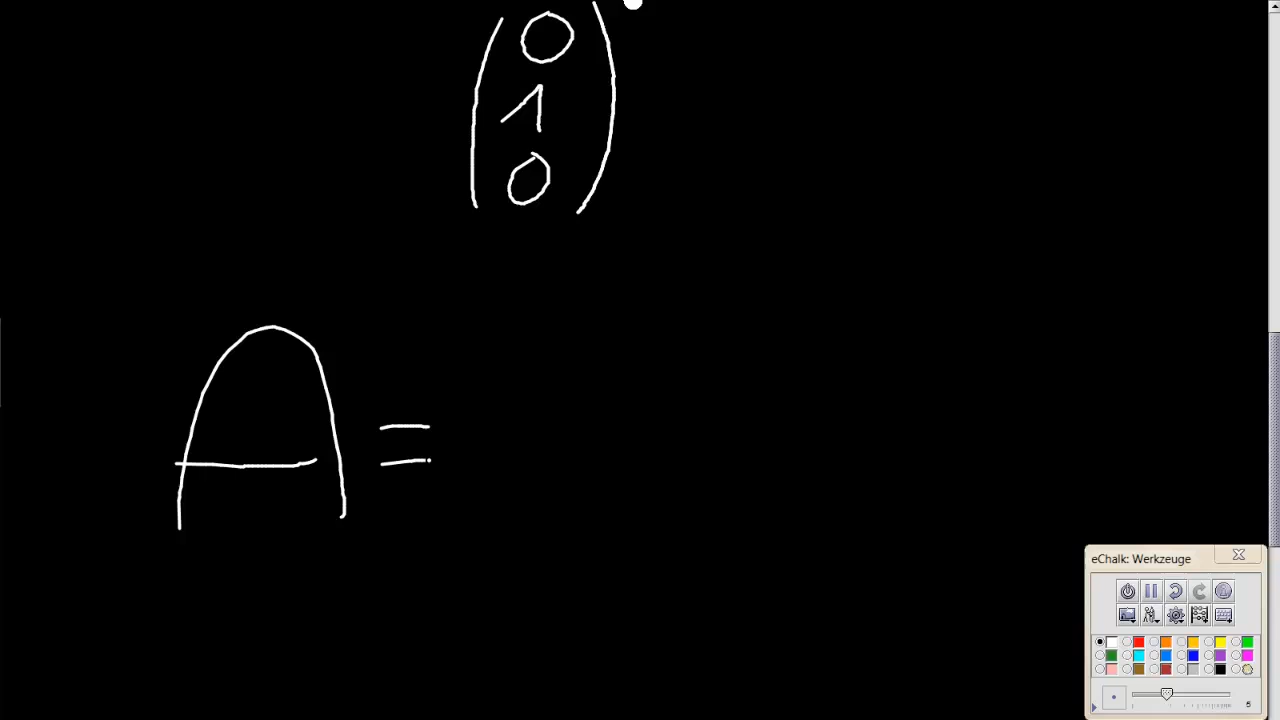 ( 0 )
( 1 )
( 0 )
A =
eChalk: Werkzeuge
5